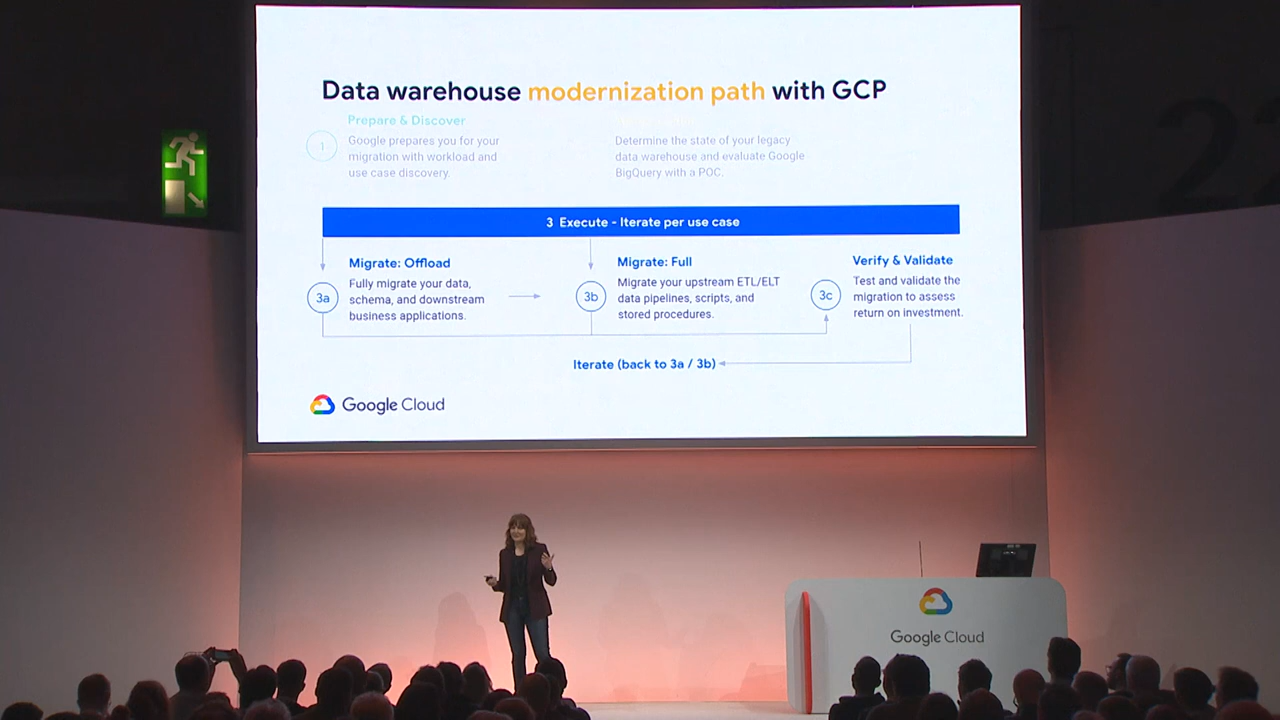 Data warehouse modernization path with GCP
Prepare & Discover
1
Google prepares you for your
migration with workload and
use case discovery.
Determine the state of your legacy
data warehouse and evaluate Google
BigQuery with a POC.
3 Execute - Iterate per use case
Migrate: Offload
3a
Fully migrate your data,
schema, and downstream
business applications.
Migrate: Full
3b
Migrate your upstream ETL/ELT
data pipelines, scripts, and
stored procedures.
Verify & Validate
3c
Test and validate the
migration to assess
return on investment.
Iterate (back to 3a / 3b)
Google Cloud
Google Cloud